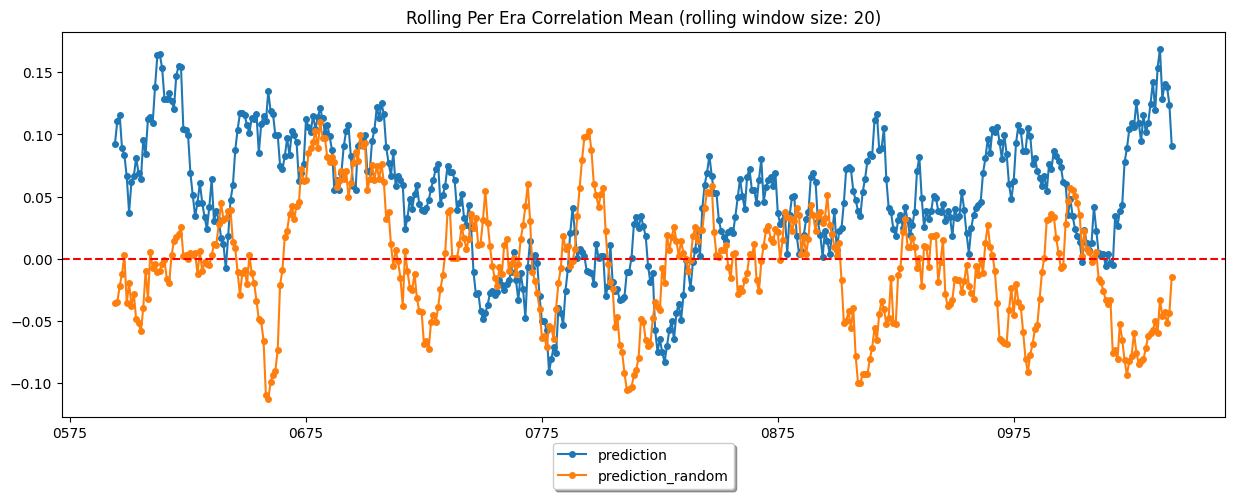 Rolling Per Era Correlation Mean (rolling window size: 20)
0.15
0.10
0.05
0.00
−0.05
−0.10
0575 0675 0775 0875 0975
prediction
prediction_random